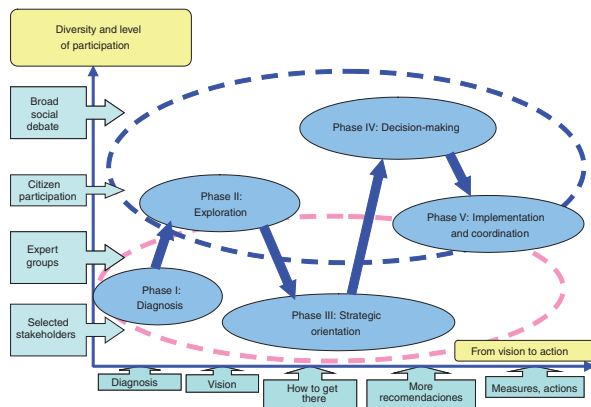 Diversity and level
of participation
Broad
social
debate
Citizen
participation
Expert
groups
Selected
stakeholders
Phase IV: Decision-making
Phase II:
Exploration
Phase V: Implementation
and coordination
Phase I:
Diagnosis
Phase III: Strategic
orientation
From vision to action
Diagnosis
Vision
How to get
there
More
recomendaciones
Measures, actions